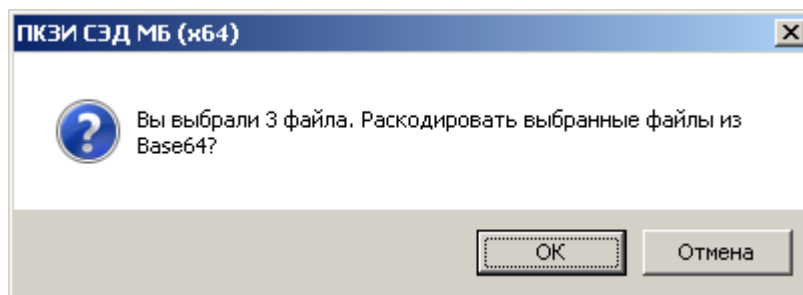 ПКЗИ СЭД МБ (x64)
Вы выбрали 3 файла. Раскодировать выбранные файлы из
Base64?
OK
Отмена